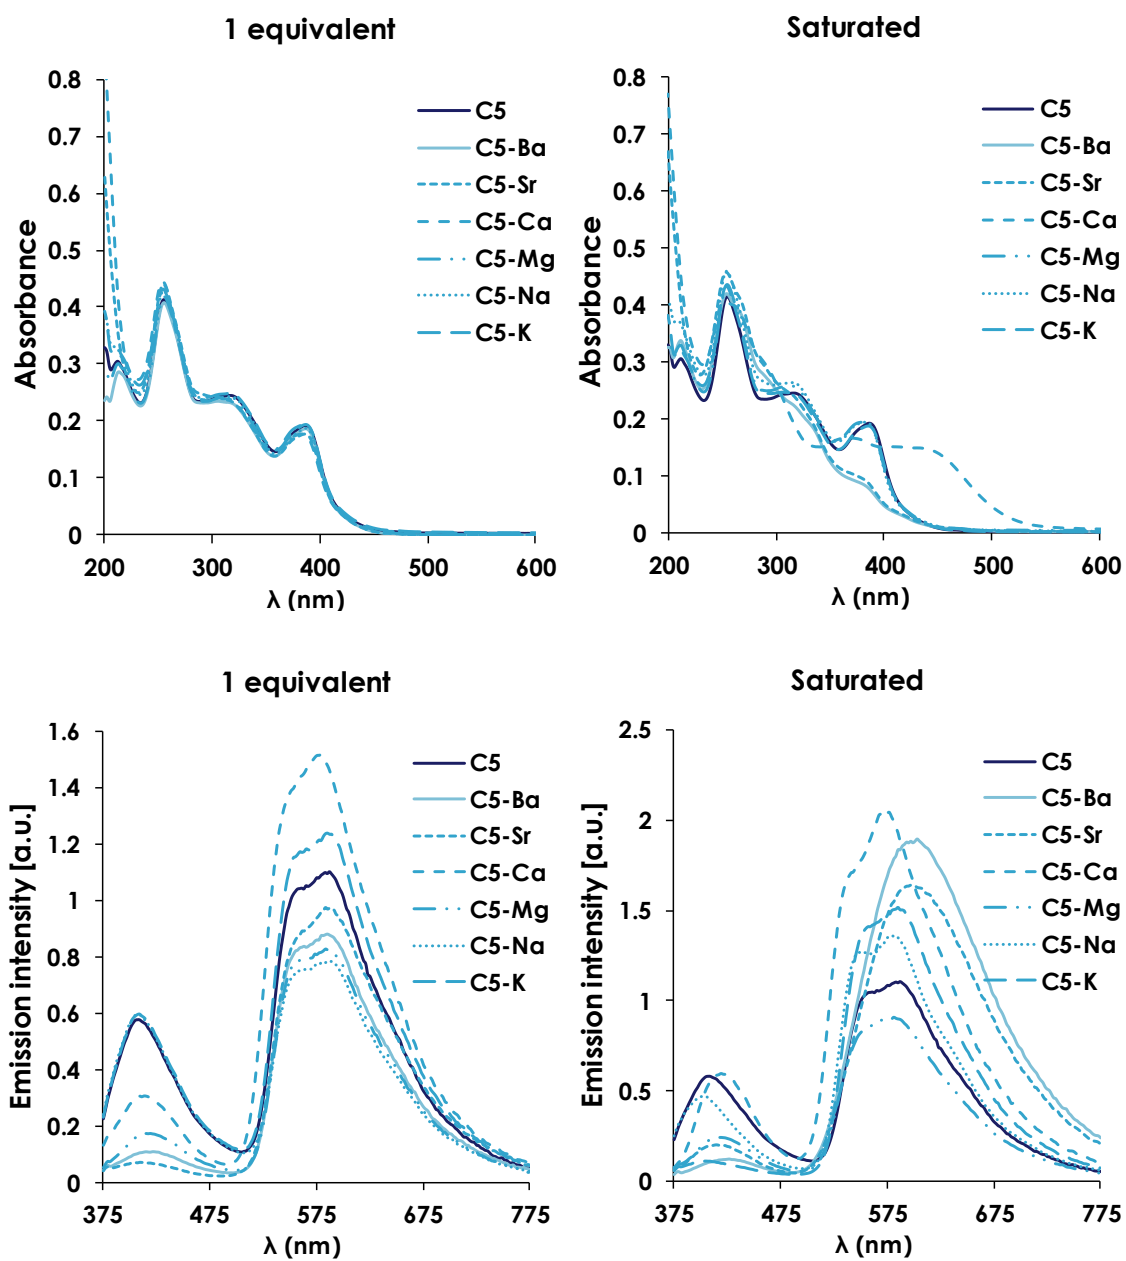 1 equivalent
Absorbance
0.8
0.7
0.6
0.5
0.4
0.3
0.2
0.1
0
200
300
400
500
600
λ (nm)
C5
C5-Ba
C5-Sr
C5-Ca
C5-Mg
C5-Na
C5-K
Saturated
Absorbance
0.8
0.7
0.6
0.5
0.4
0.3
0.2
0.1
0
200
300
400
500
600
λ (nm)
C5
C5-Ba
C5-Sr
C5-Ca
C5-Mg
C5-Na
C5-K
1 equivalent
Emission intensity [a.u.]
1.6
1.4
1.2
1
0.8
0.6
0.4
0.2
0
375
475
575
675
775
λ (nm)
C5
C5-Ba
C5-Sr
C5-Ca
C5-Mg
C5-Na
C5-K
Saturated
Emission intensity [a.u.]
2.5
2
1.5
1
0.5
0
375
475
575
675
775
λ (nm)
C5
C5-Ba
C5-Sr
C5-Ca
C5-Mg
C5-Na
C5-K